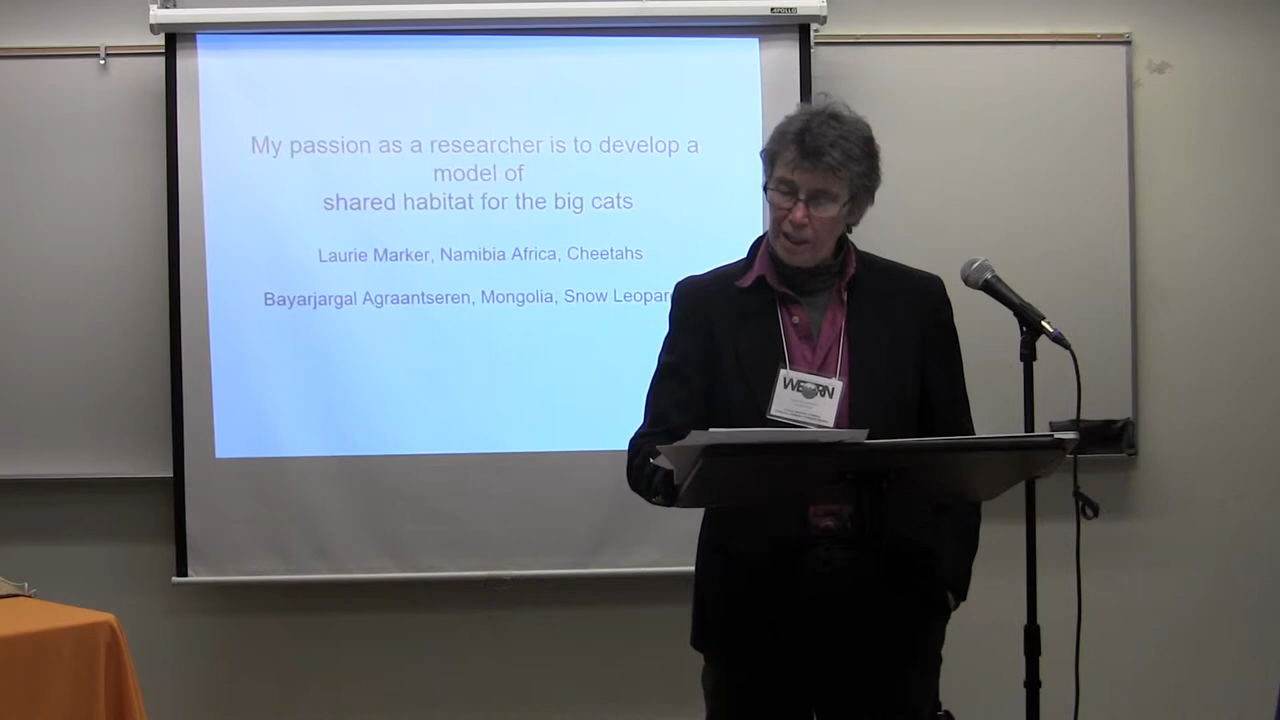 APOLLO
My passion as a researcher is to develop a
model of
shared habitat for the big cats
Laurie Marker, Namibia Africa, Cheetahs
Bayarjargal Agraantseren, Mongolia, Snow Leopar